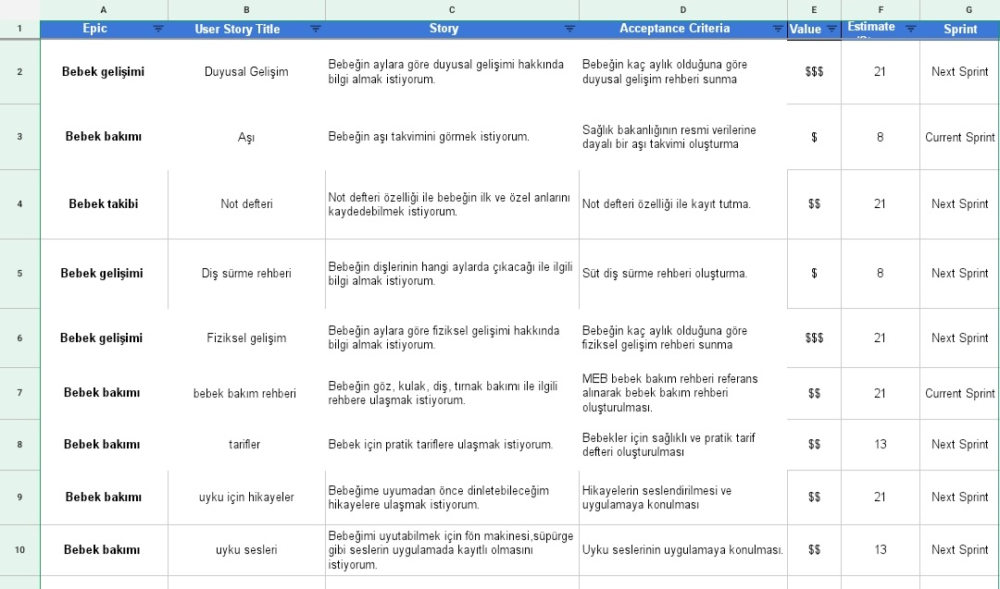 A B C D E F G
1 Epic User Story Title Story Acceptance Criteria Value Estimate Sprint
2 Bebek gelişimi Duyusal Gelişim Bebeğin aylara göre duyusal gelişimi hakkında
bilgi almak istiyorum. Bebeğin kaç aylık olduğuna göre
duyusal gelişim rehberi sunma $$$ 21 Next Sprint
3 Bebek bakımı Aşı Bebeğin aşı takvimini görmek istiyorum. Sağlık bakanlığının resmi verilerine
dayalı bir aşı takvimi oluşturma $ 8 Current Sprint
4 Bebek takibi Not defteri Not defteri özelliği ile bebeğin ilk ve özel anlarını
kaydedebilmek istiyorum. Not defteri özelliği ile kayıt tutma. $$ 21 Next Sprint
5 Bebek gelişimi Diş sürme rehberi Bebeğin dişlerinin hangi aylarda çıkacağı ile ilgili
bilgi almak istiyorum. Süt diş sürme rehberi oluşturma. $ 8 Next Sprint
6 Bebek gelişimi Fiziksel gelişim Bebeğin aylara göre fiziksel gelişimi hakkında
bilgi almak istiyorum. Bebeğin kaç aylık olduğuna göre
fiziksel gelişim rehberi sunma $$$ 21 Next Sprint
7 Bebek bakımı bebek bakım rehberi Bebeğin göz, kulak, diş, tırnak bakımı ile ilgili
rehbere ulaşmak istiyorum. MEB bebek bakım rehberi referans
alınarak bebek bakım rehberi
oluşturulması. $$ 21 Current Sprint
8 Bebek bakımı tarifler Bebek için pratik tariflere ulaşmak istiyorum. Bebekler için sağlıklı ve pratik tarif
defteri oluşturulması $$ 13 Next Sprint
9 Bebek bakımı uyku için hikayeler Bebeğime uyumadan önce dinletebileceğim
hikayelere ulaşmak istiyorum. Hikayelerin seslendirilmesi ve
uygulamaya konulması $$ 21 Next Sprint
10 Bebek bakımı uyku sesleri Bebeğimi uyutabilmek için fön makinesi,süpürge
gibi seslerin uygulamada kayıtlı olmasını
istiyorum. Uyku seslerinin uygulamaya konulması. $$ 13 Next Sprint